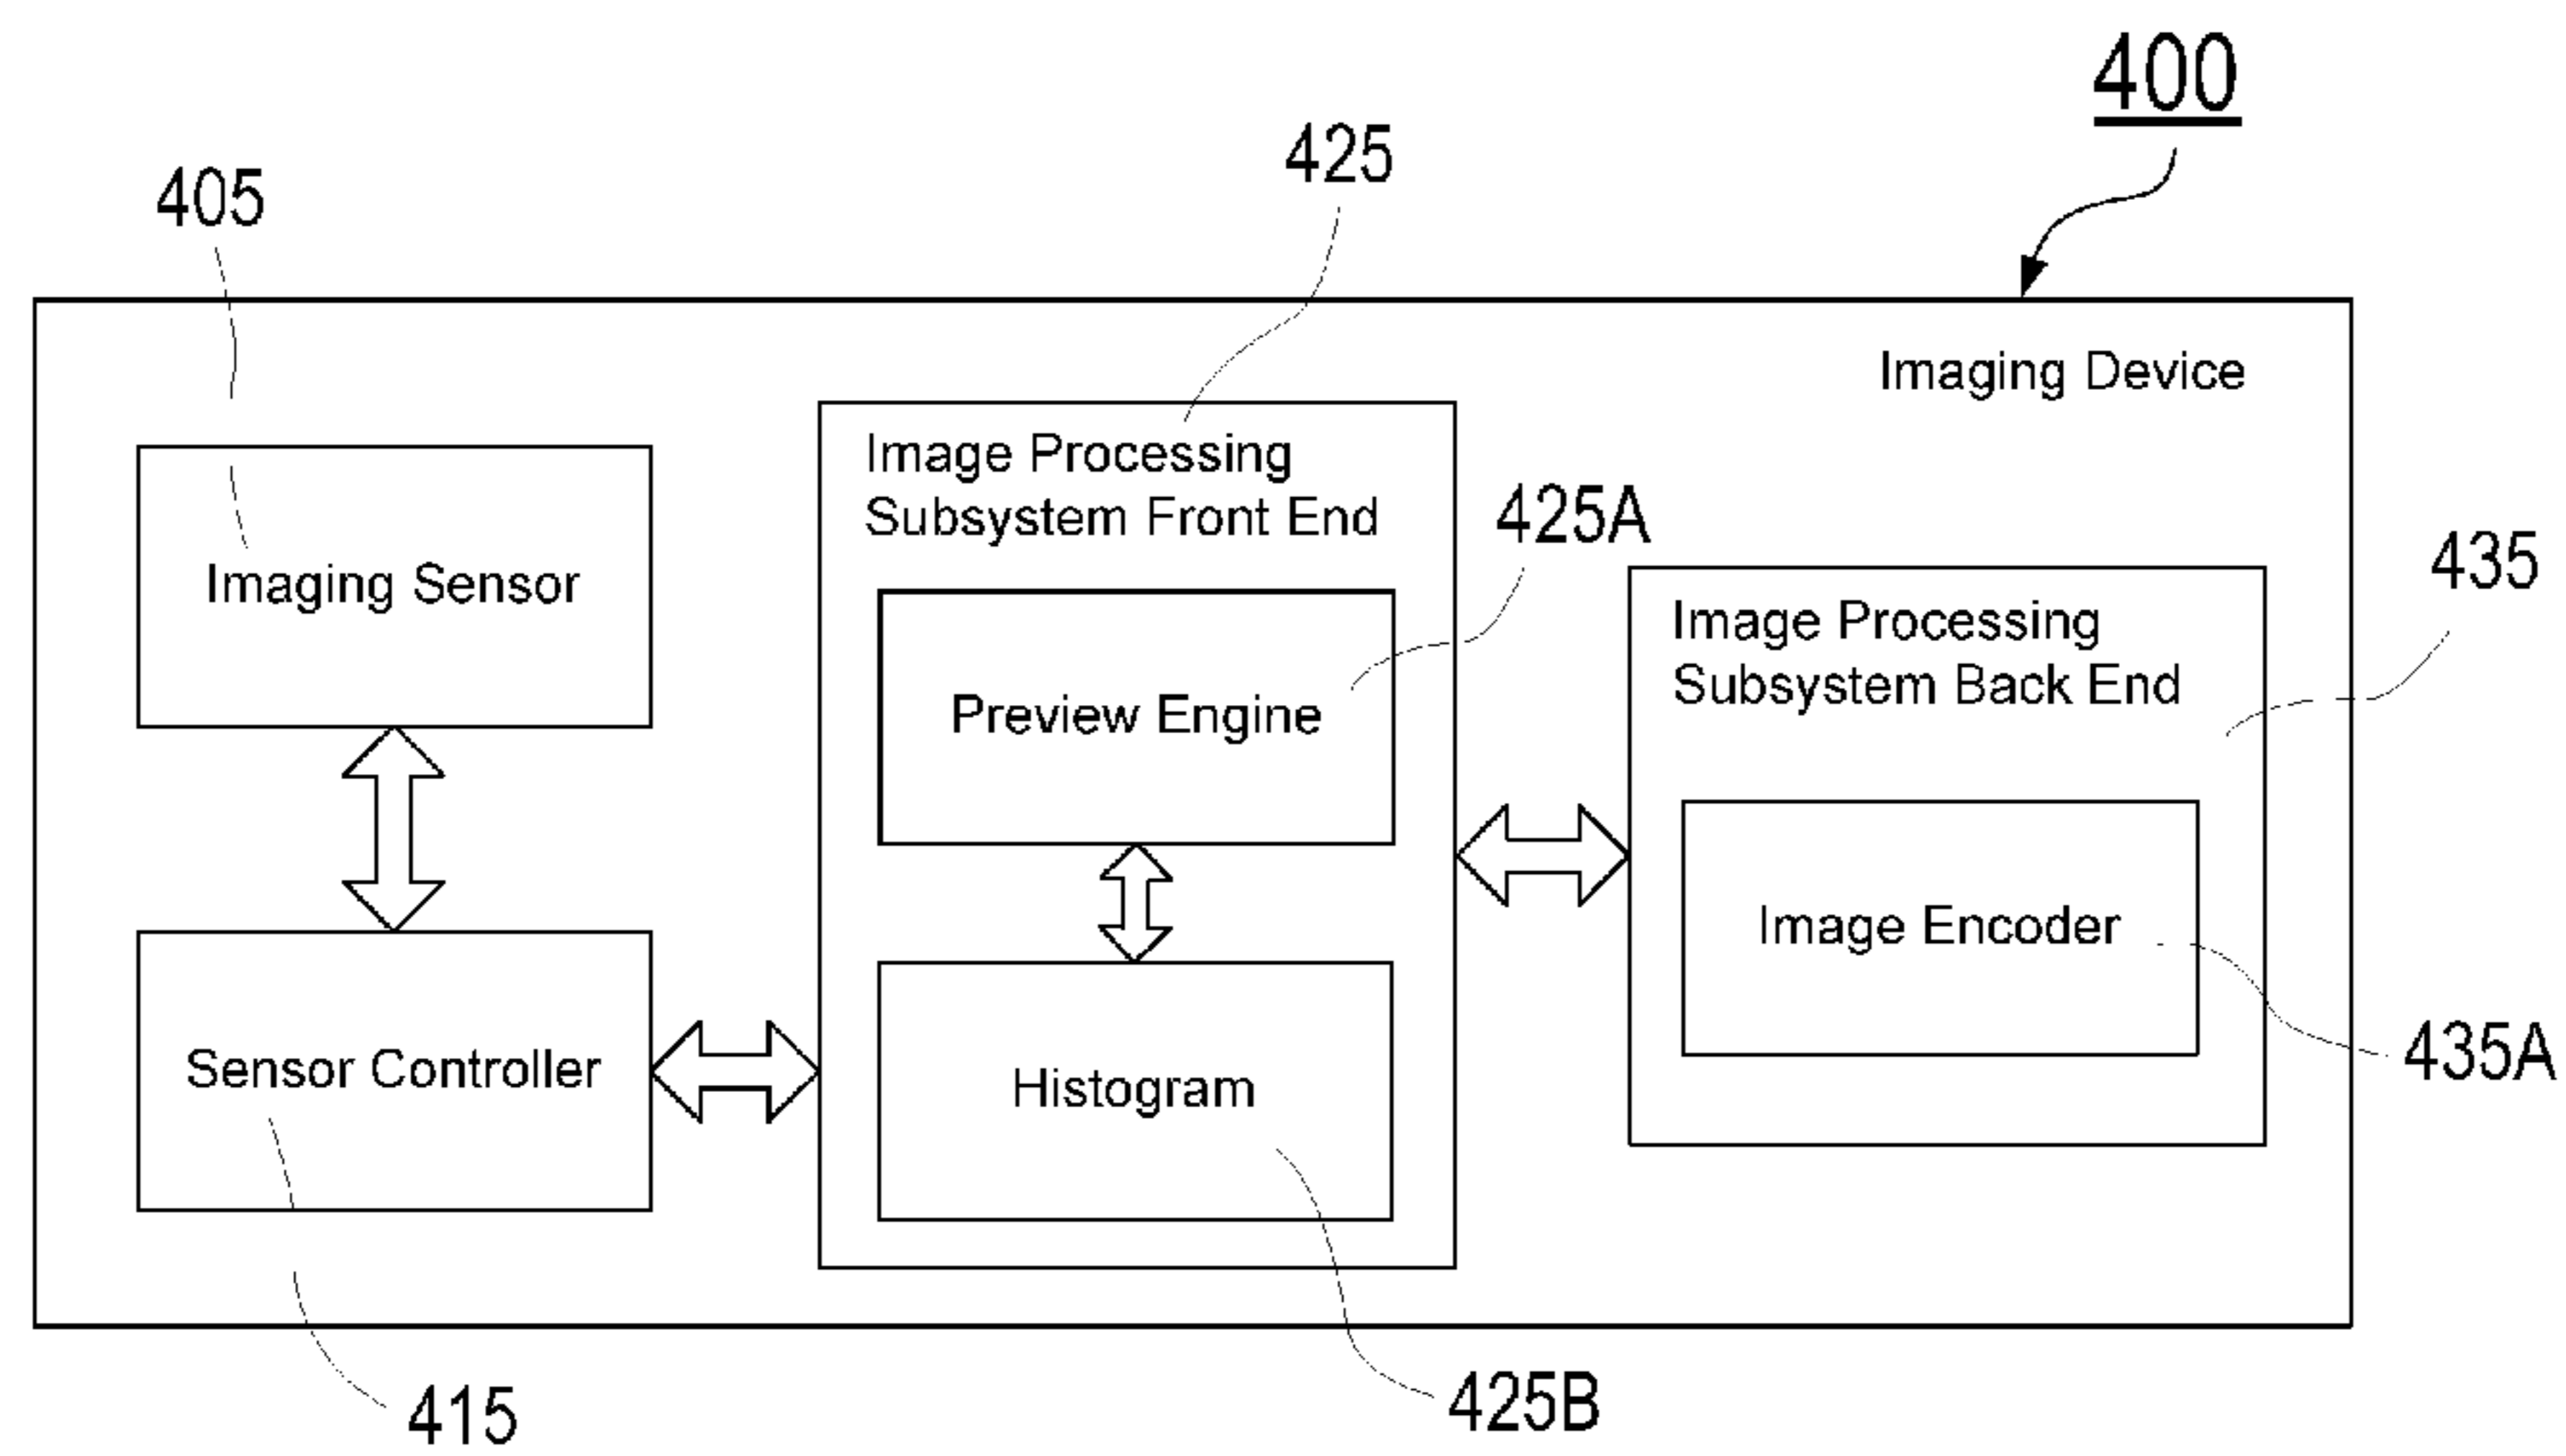 400
425
405
Imaging Device
Image Processing
Subsystem Front End
425A
435
Imaging Sensor
Image Processing
Subsystem Back End
Preview Engine
Image Encoder
Sensor Controller
Histogram
435A
425B
415